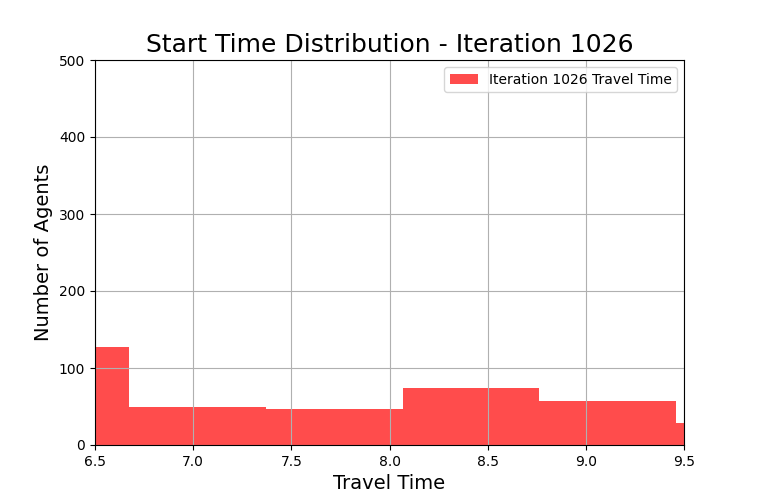 Start Time Distribution - Iteration 1026
Iteration 1026 Travel Time
Number of Agents
500
400
300
200
100
0
6.5 7.0 7.5 8.0 8.5 9.0 9.5
Travel Time